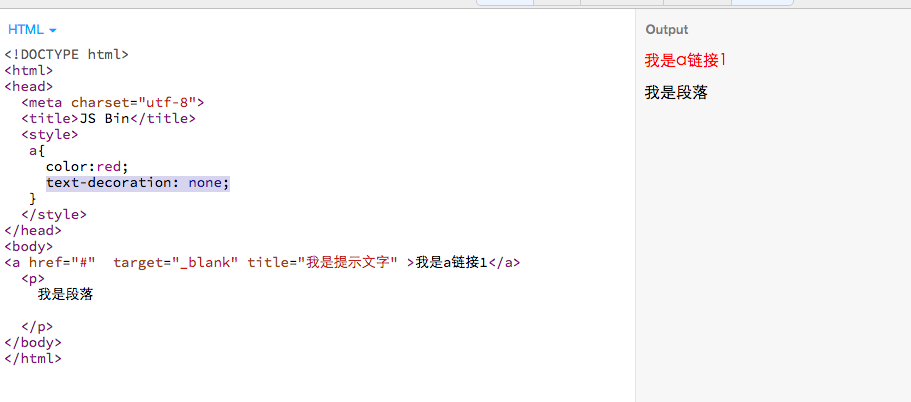 HTML
<!DOCTYPE html>
<html>
<head>
  <meta charset="utf-8">
  <title>JS Bin</title>
  <style>
   a{
     color:red;
     text-decoration: none;
   }
  </style>
</head>
<body>
<a href="#"  target="_blank" title="我是提示文字" >我是a链接1</a>
  <p>
    我是段落
  </p>
</body>
</html>
Output
我是a链接1
我是段落